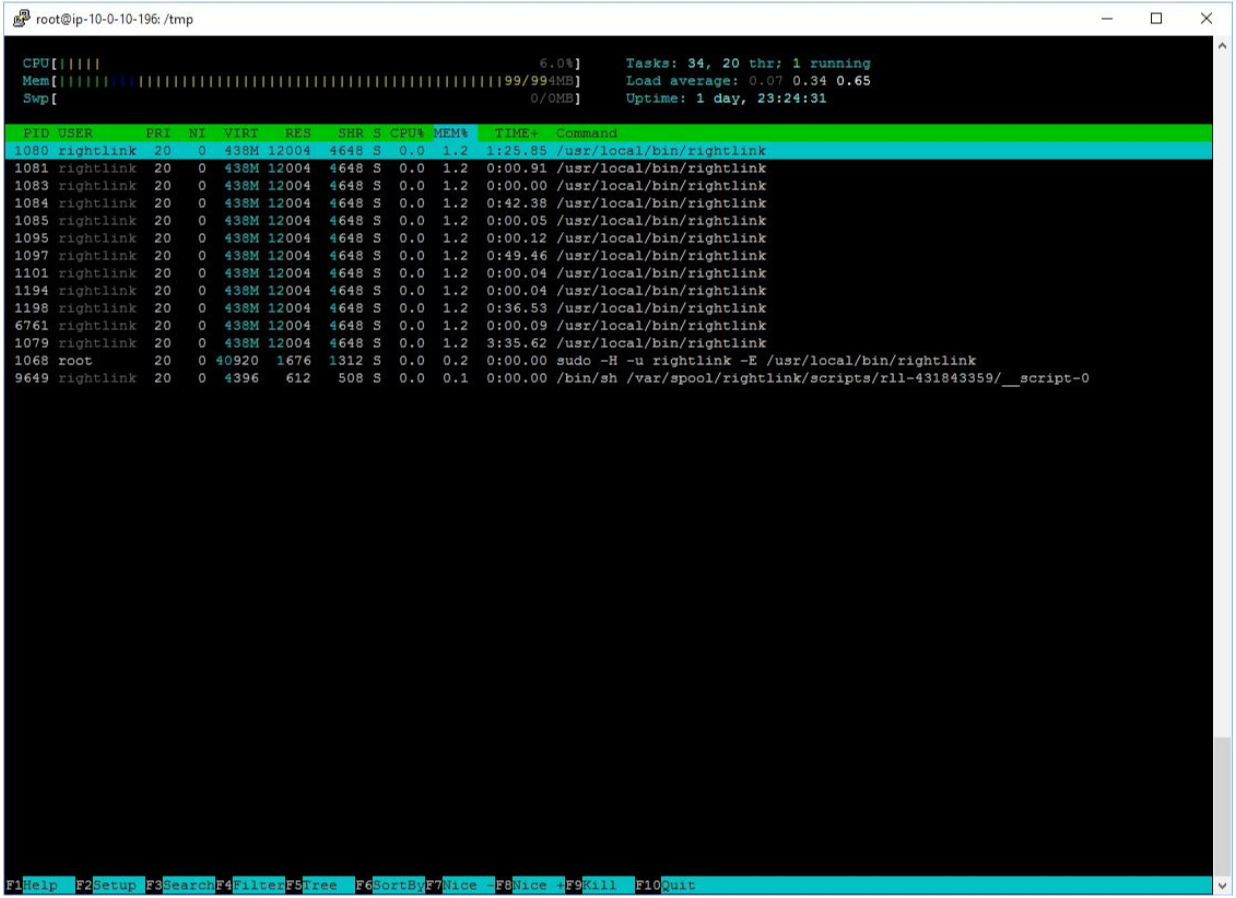 root@ip-10-0-10-196: /tmp
CPU[||||| 6.0%] Tasks: 34, 20 thr; 1 running
Mem[||||||||||||||||||||||||||||||||||||||||||||||||||99/994MB] Load average: 0.07 0.34 0.65
Swp[ 0/0MB] Uptime: 1 day, 23:24:31
PID USER PRI NI VIRT RES SHR S CPU% MEM% TIME+ Command
1080 rightlink 20 0 438M 12004 4648 S 0.0 1.2 1:25.85 /usr/local/bin/rightlink
1081 rightlink 20 0 438M 12004 4648 S 0.0 1.2 0:00.91 /usr/local/bin/rightlink
1083 rightlink 20 0 438M 12004 4648 S 0.0 1.2 0:00.00 /usr/local/bin/rightlink
1084 rightlink 20 0 438M 12004 4648 S 0.0 1.2 0:42.38 /usr/local/bin/rightlink
1085 rightlink 20 0 438M 12004 4648 S 0.0 1.2 0:00.05 /usr/local/bin/rightlink
1095 rightlink 20 0 438M 12004 4648 S 0.0 1.2 0:00.12 /usr/local/bin/rightlink
1097 rightlink 20 0 438M 12004 4648 S 0.0 1.2 0:49.46 /usr/local/bin/rightlink
1101 rightlink 20 0 438M 12004 4648 S 0.0 1.2 0:00.04 /usr/local/bin/rightlink
1194 rightlink 20 0 438M 12004 4648 S 0.0 1.2 0:00.04 /usr/local/bin/rightlink
1198 rightlink 20 0 438M 12004 4648 S 0.0 1.2 0:36.53 /usr/local/bin/rightlink
6761 rightlink 20 0 438M 12004 4648 S 0.0 1.2 0:00.09 /usr/local/bin/rightlink
1079 rightlink 20 0 438M 12004 4648 S 0.0 1.2 3:35.62 /usr/local/bin/rightlink
1068 root 20 0 40920 1676 1312 S 0.0 0.2 0:00.00 sudo -H -u rightlink -E /usr/local/bin/rightlink
9649 rightlink 20 0 4396 612 508 S 0.0 0.1 0:00.00 /bin/sh /var/spool/rightlink/scripts/rll-431843359/__script-0
F1Help F2Setup F3SearchF4FilterF5Tree F6SortByF7Nice -F8Nice +F9Kill F10Quit